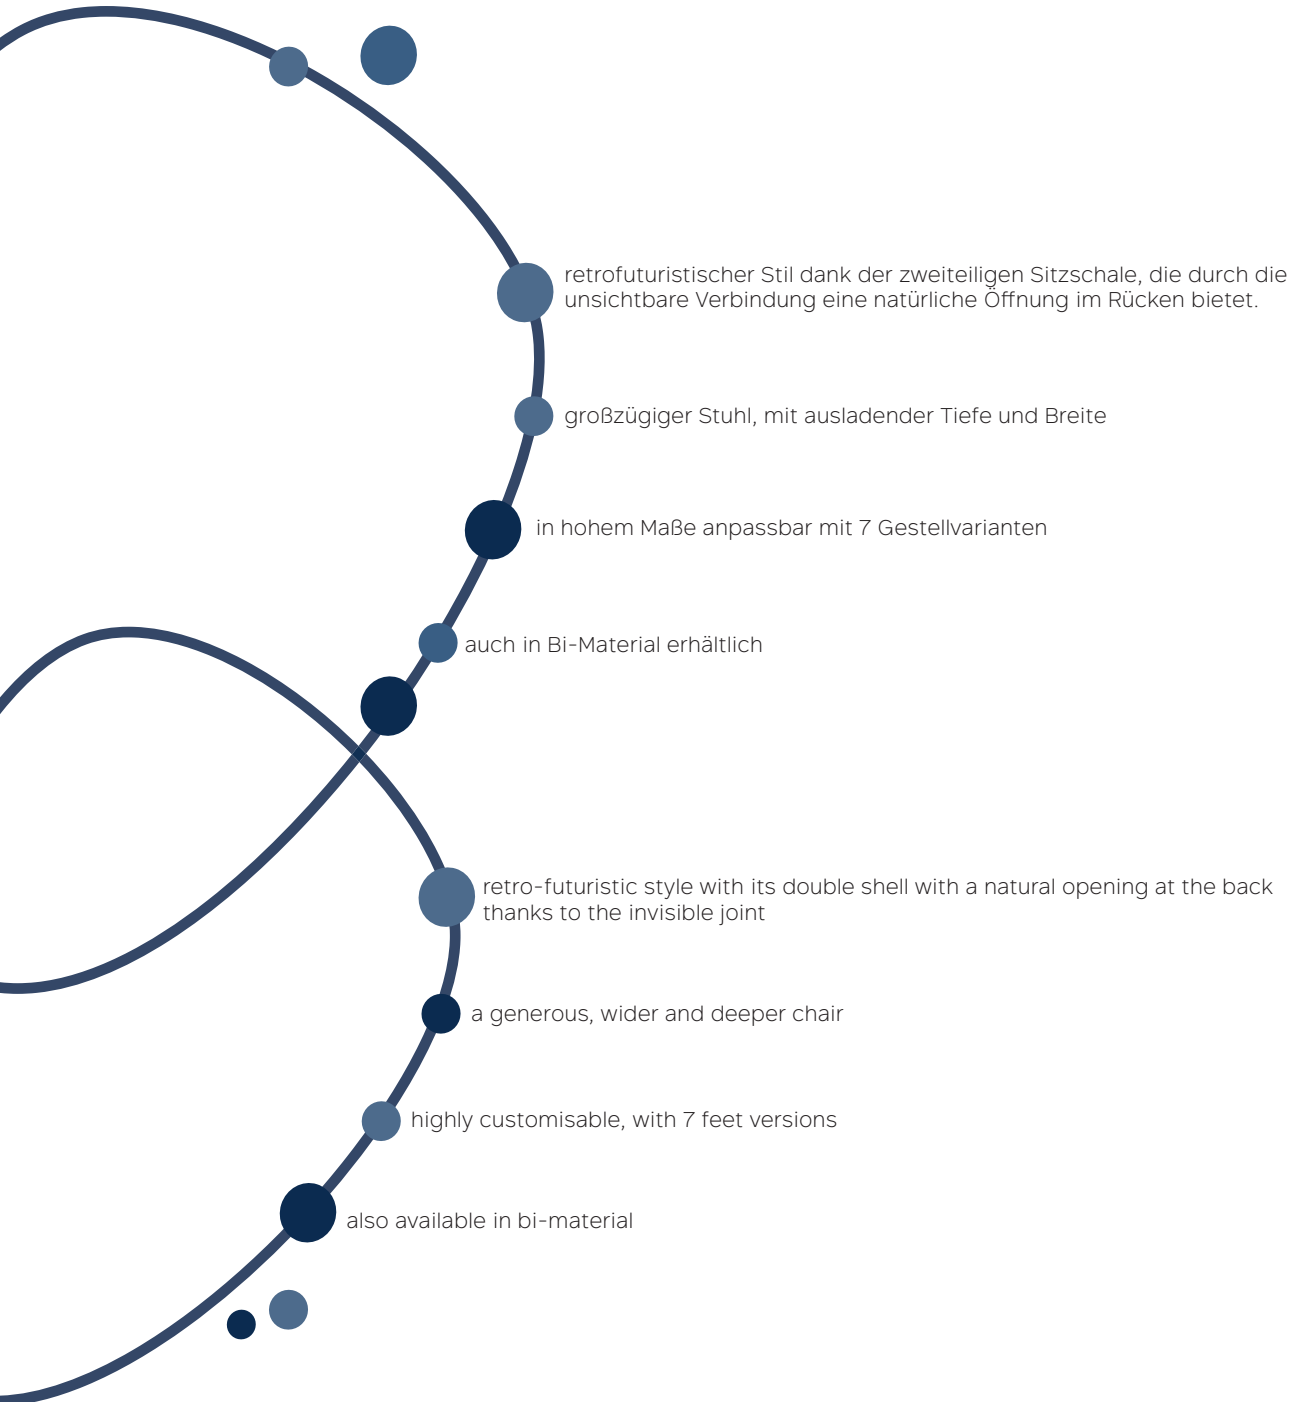 retrofuturistischer Stil dank der zweiteiligen Sitzschale, die durch die
unsichtbare Verbindung eine natürliche Öffnung im Rücken bietet.
großzügiger Stuhl, mit ausladender Tiefe und Breite
in hohem Maße anpassbar mit 7 Gestellvarianten
auch in Bi-Material erhältlich
retro-futuristic style with its double shell with a natural opening at the back
thanks to the invisible joint
a generous, wider and deeper chair
highly customisable, with 7 feet versions
also available in bi-material